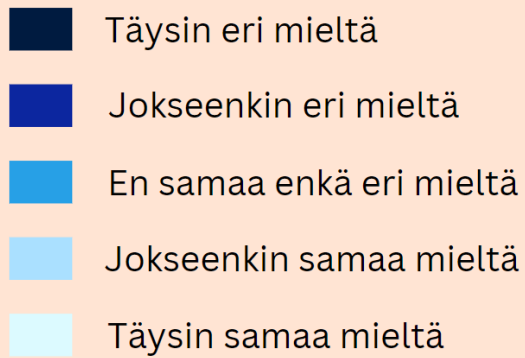 Täysin eri mieltä
Jokseenkin eri mieltä
En samaa enkä eri mieltä
Jokseenkin samaa mieltä
Täysin samaa mieltä